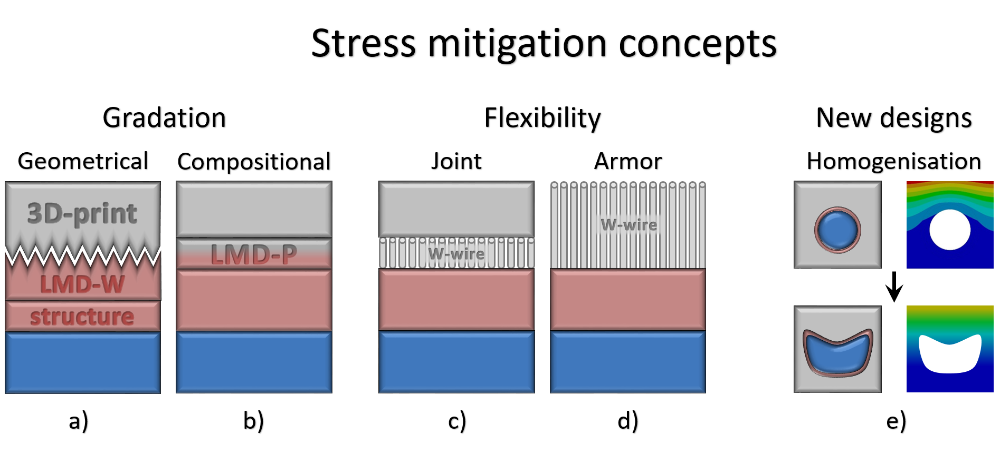 Stress mitigation concepts
Gradation
Flexibility
New designs
Geometrical
Compositional
Joint
Armor
Homogenisation
3D-print
LMD-W
structure
LMD-P
W-wire
W-wire
a)
b)
c)
d)
e)